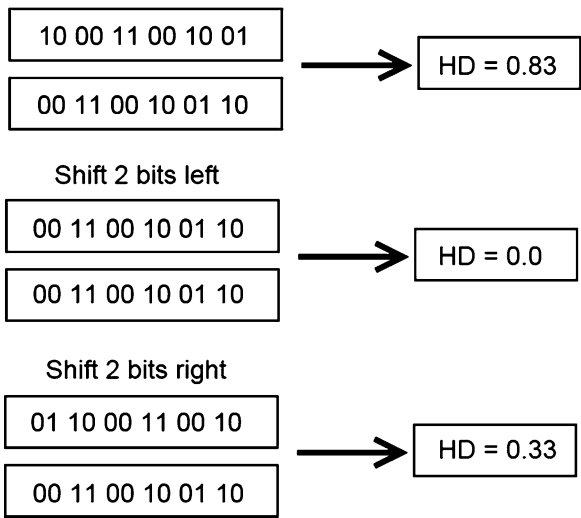 10 00 11 00 10 01
HD = 0.83
00 11 00 10 01 10
Shift 2 bits left
00 11 00 10 01 10
HD = 0.0
00 11 00 10 01 10
Shift 2 bits right
01 10 00 11 00 10
HD = 0.33
00 11 00 10 01 10